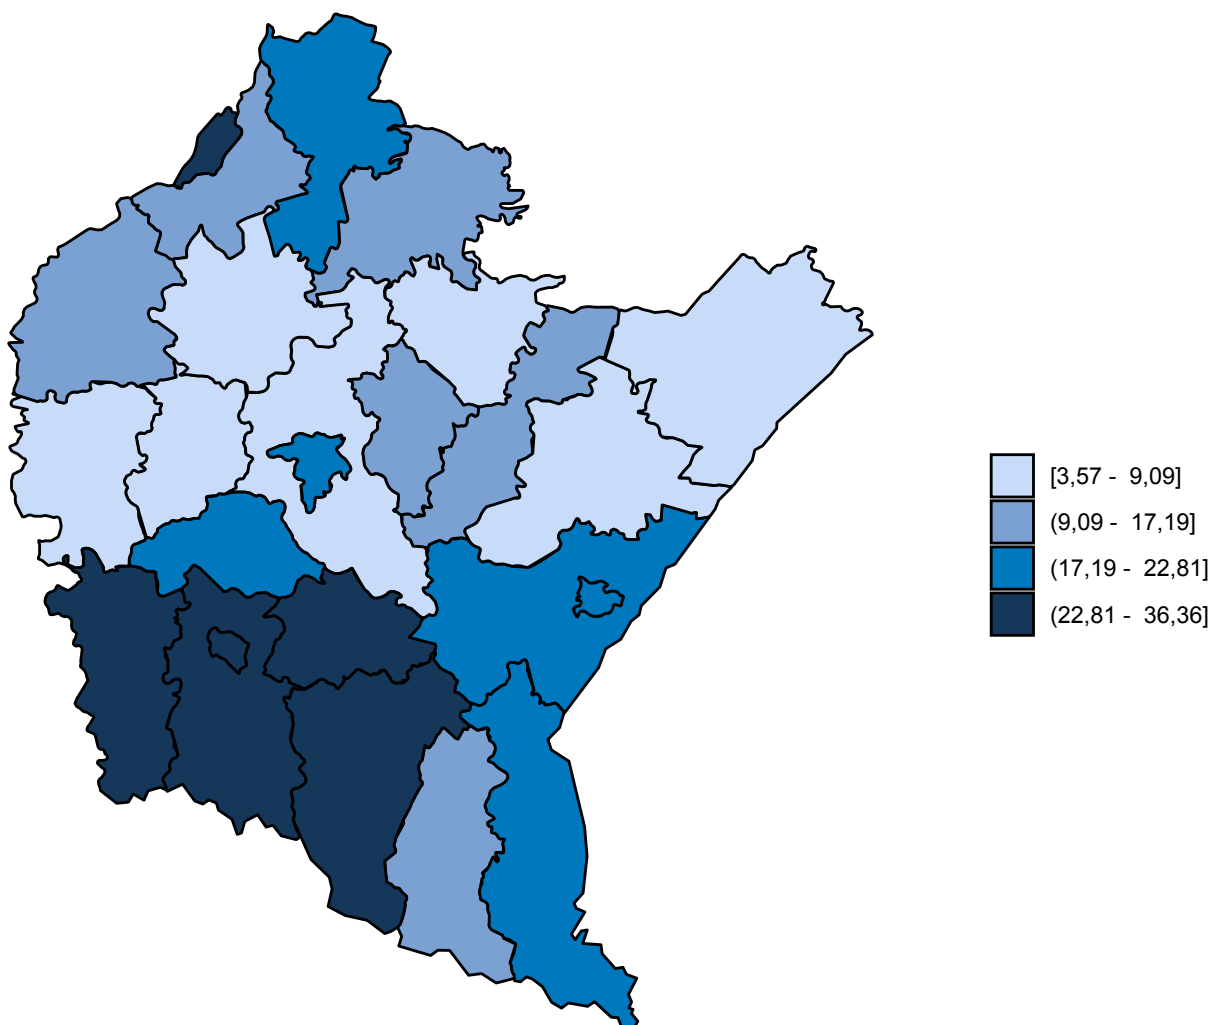 [3,57 - 9,09]
(9,09 - 17,19]
(17,19 - 22,81]
(22,81 - 36,36]